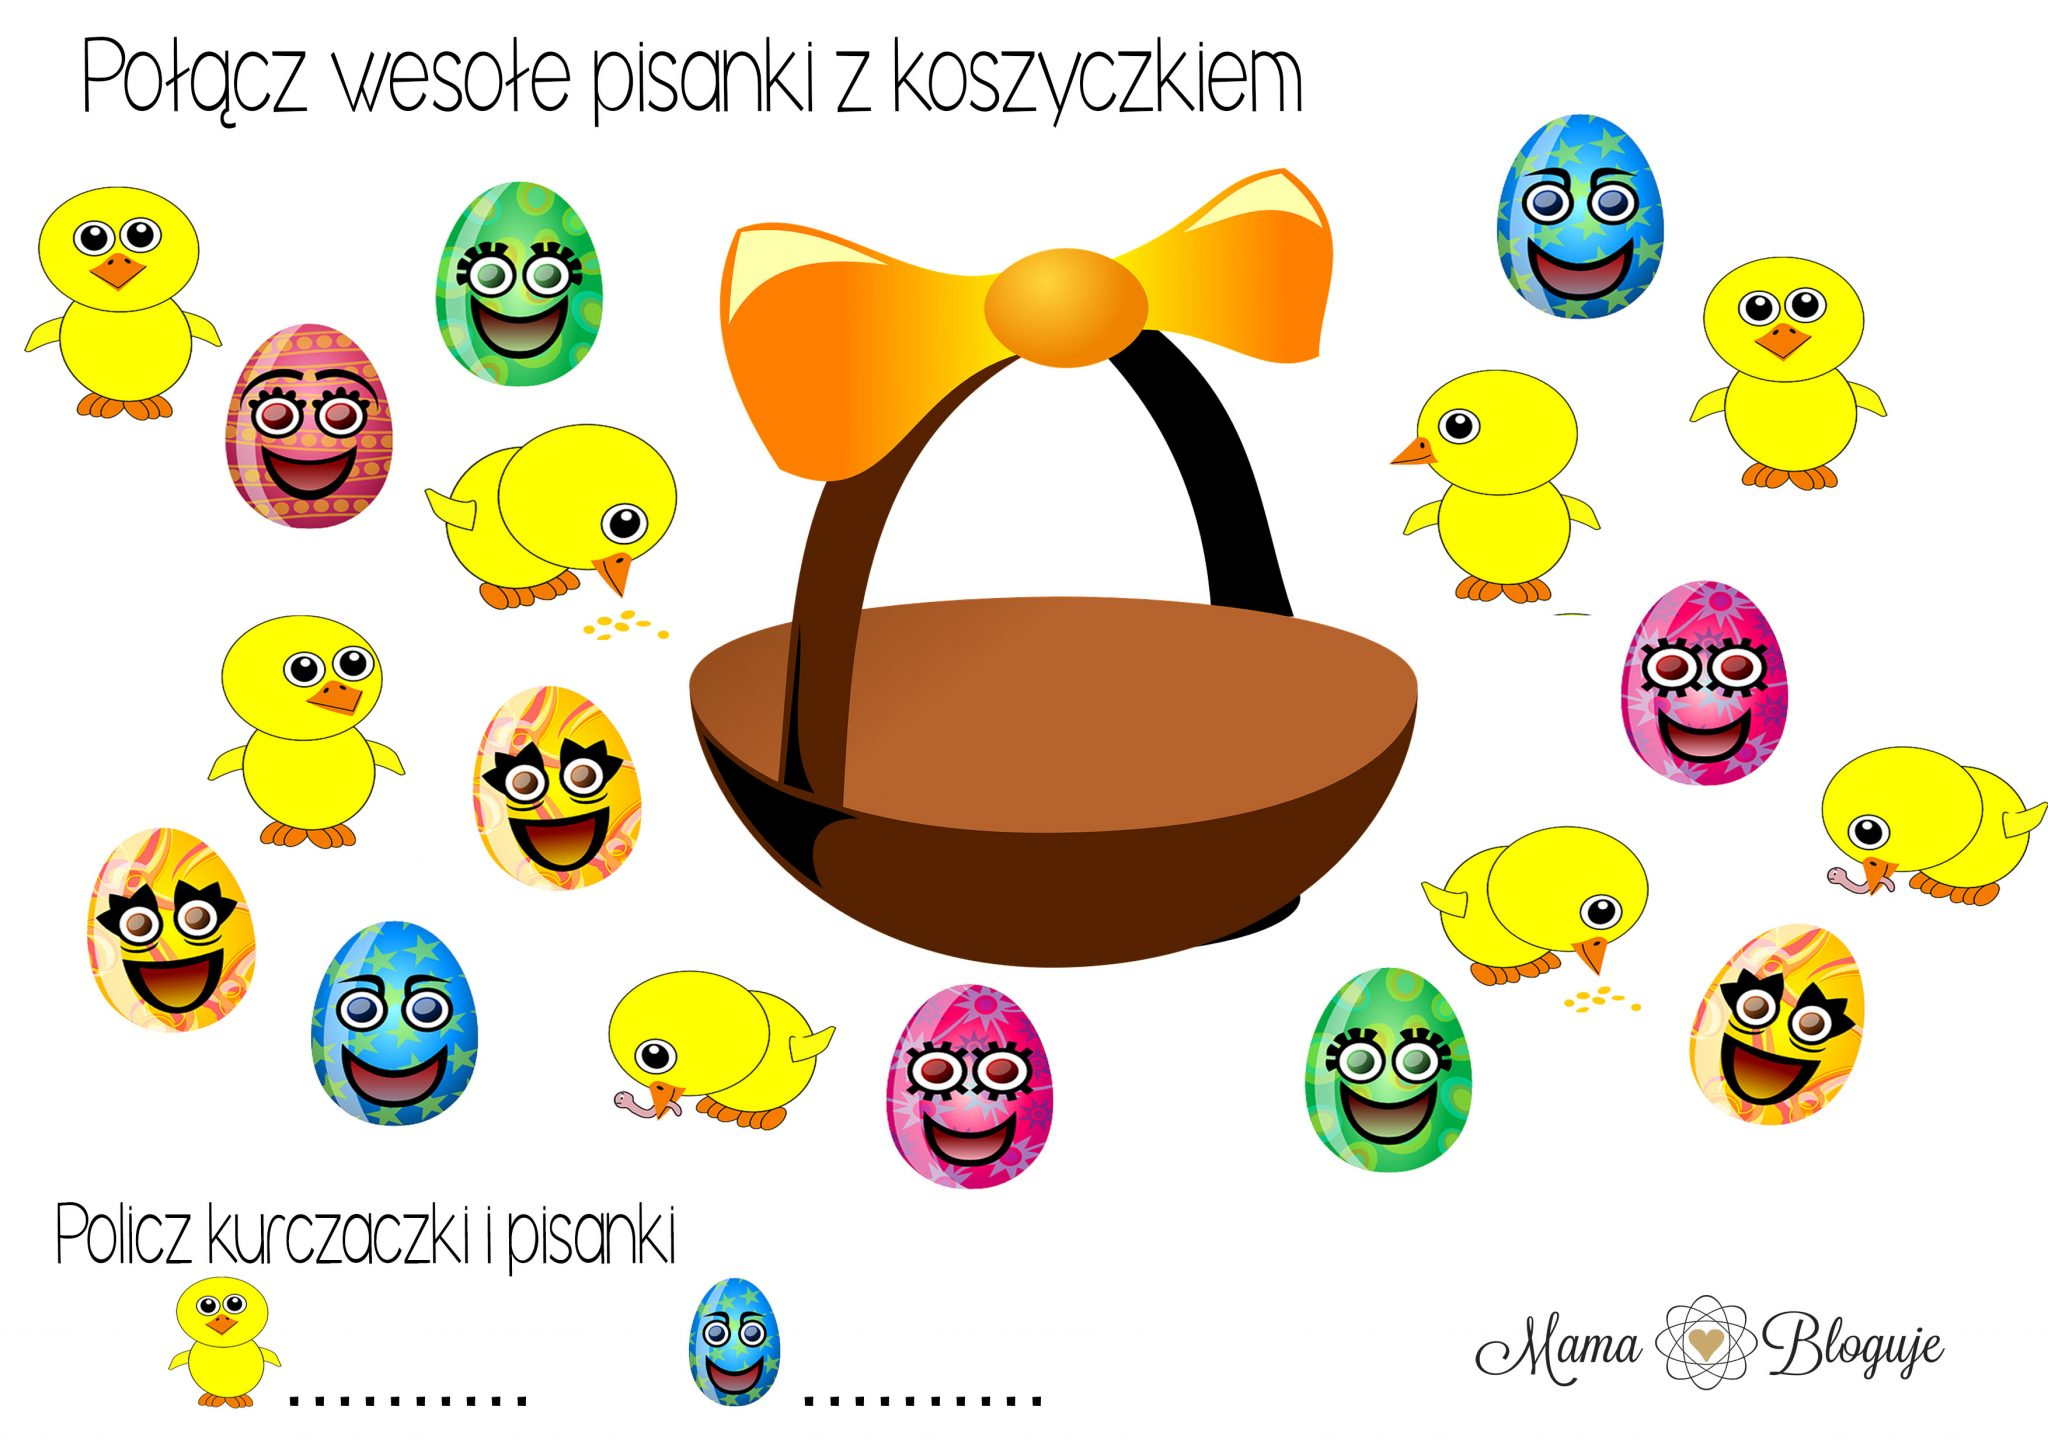 Połącz wesołe pisanki z koszyczkiem
Policz kurczaczki i pisanki
.......... ..........
Mama Bloguje